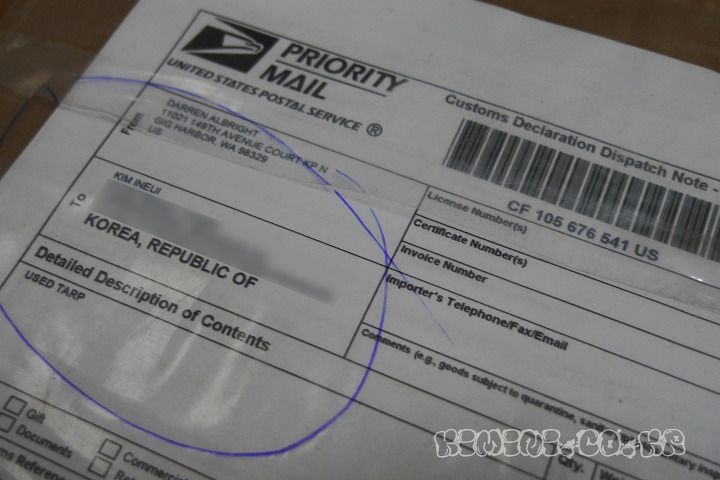 PRIORITY
MAIL
UNITED STATES POSTAL SERVICE ®
Customs Declaration Dispatch Note -
From
DARREN ALBRIGHT
11021 149TH AVENUE COURT KP N
GIG HARBOR, WA 98329
US
CF 105 676 541 US
To
KIM INEUI
KOREA, REPUBLIC OF
License Number(s)
Certificate Number(s)
Invoice Number
Importer's Telephone/Fax/Email
Detailed Description of Contents
USED TARP
Comments (e.g., goods subject to quarantine,
Gift
Documents
Commercial
Reference
Qty.
KIMINI.CO.KR